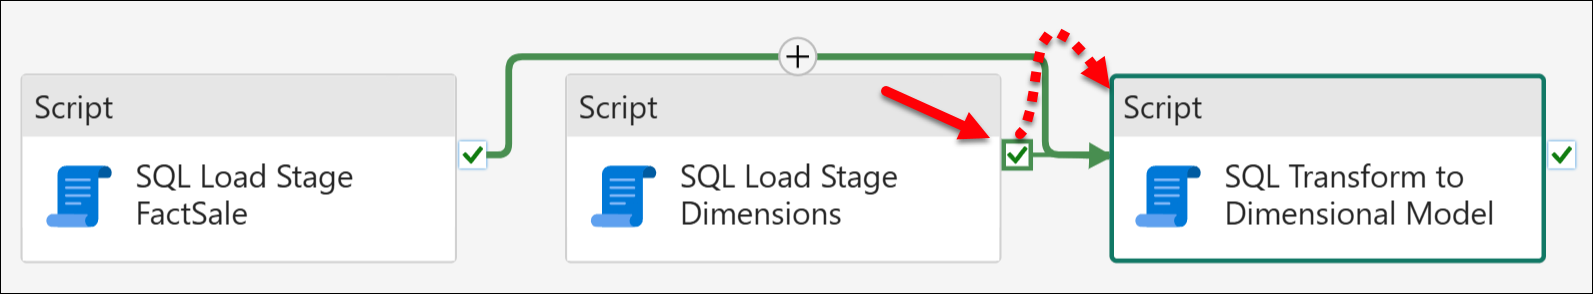 Script
SQL Load Stage
FactSale
Script
SQL Load Stage
Dimensions
Script
SQL Transform to
Dimensional Model